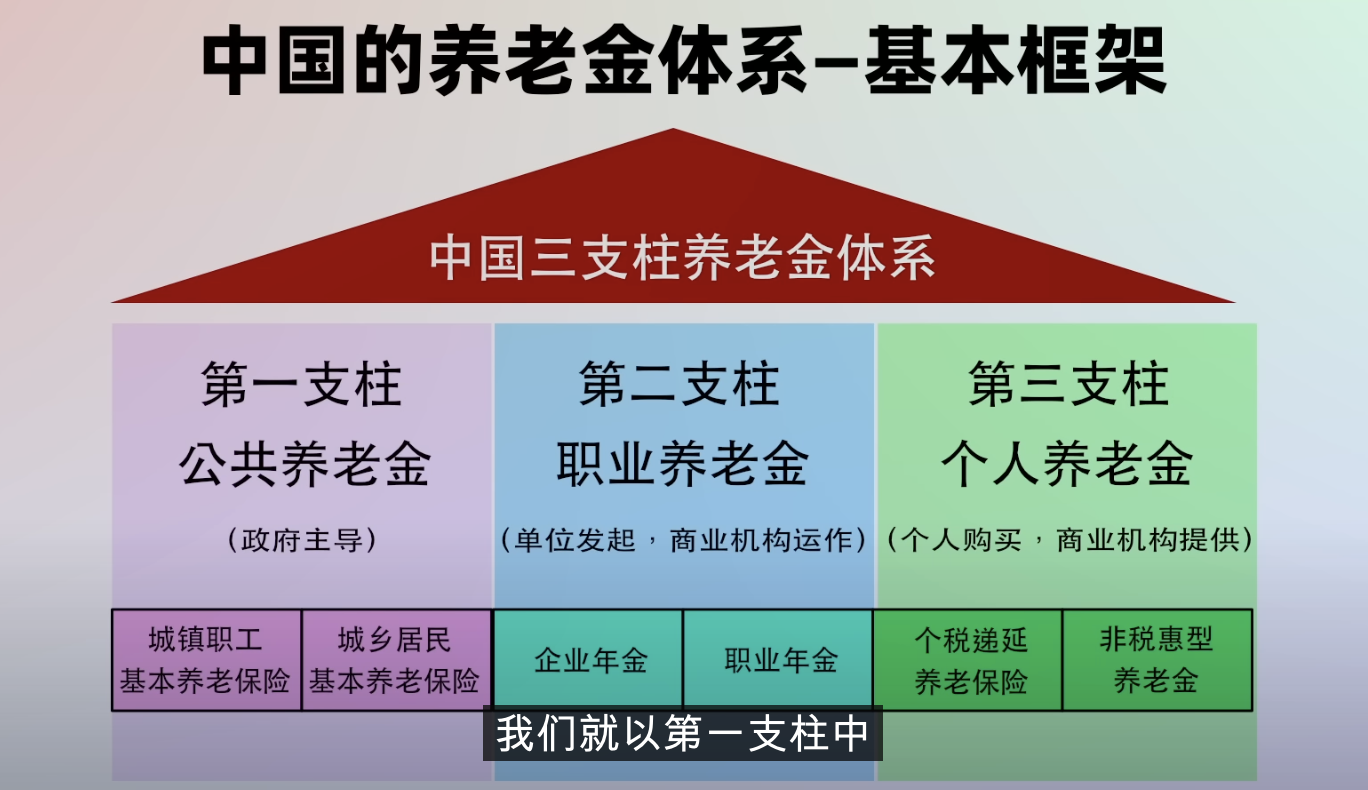 中国的养老金体系–基本框架
中国三支柱养老金体系
第一支柱
公共养老金
(政府主导)
城镇职工
基本养老保险
城乡居民
基本养老保险
第二支柱
职业养老金
(单位发起，商业机构运作)
企业年金
职业年金
第三支柱
个人养老金
(个人购买，商业机构提供)
个税递延
养老保险
非税惠型
养老金
我们就以第一支柱中